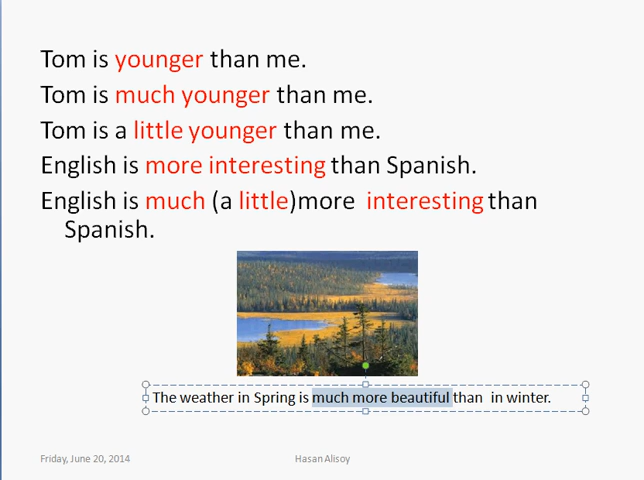 Tom is younger than me.
Tom is much younger than me.
Tom is a little younger than me.
English is more interesting than Spanish.
English is much (a little)more  interesting than
Spanish.
The weather in Spring is much more beautiful than  in winter.
Friday, June 20, 2014
Hasan Alisoy